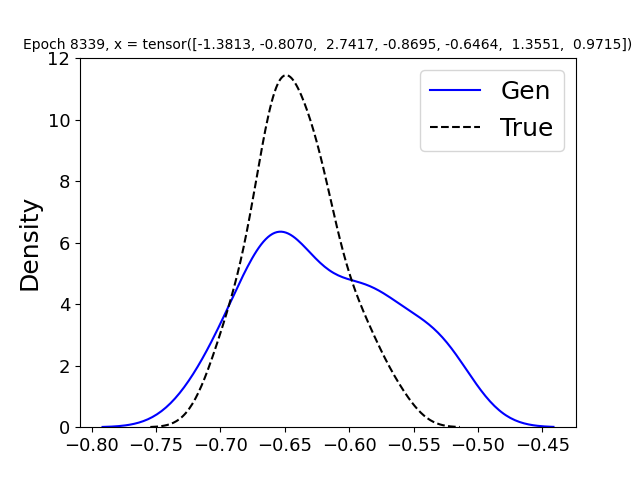 Epoch 8339, x = tensor([-1.3813, -0.8070,  2.7417, -0.8695, -0.6464,  1.3551,  0.9715])
12
10
8
6
4
2
0
Density
Gen
True
−0.80 −0.75 −0.70 −0.65 −0.60 −0.55 −0.50 −0.45